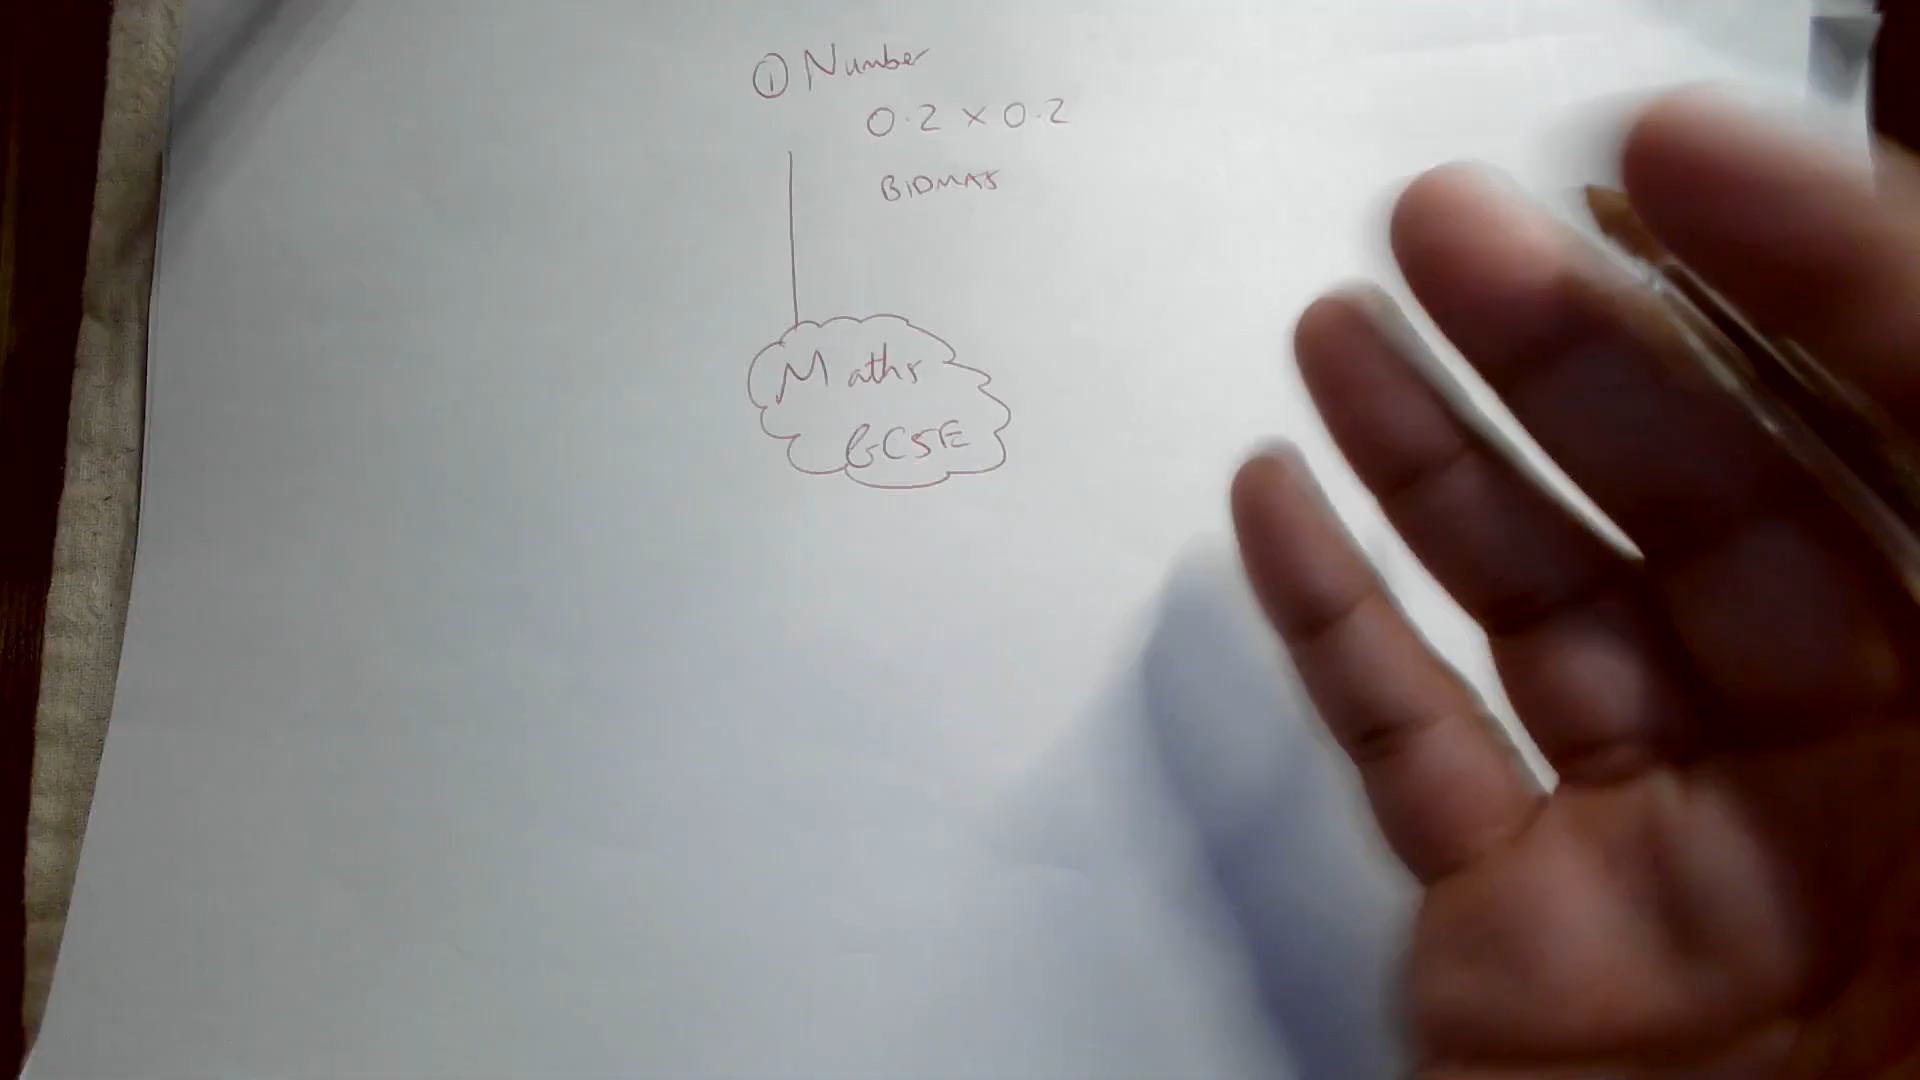 ① Number
0.2 × 0.2
BIDMAS
Maths
GCSE